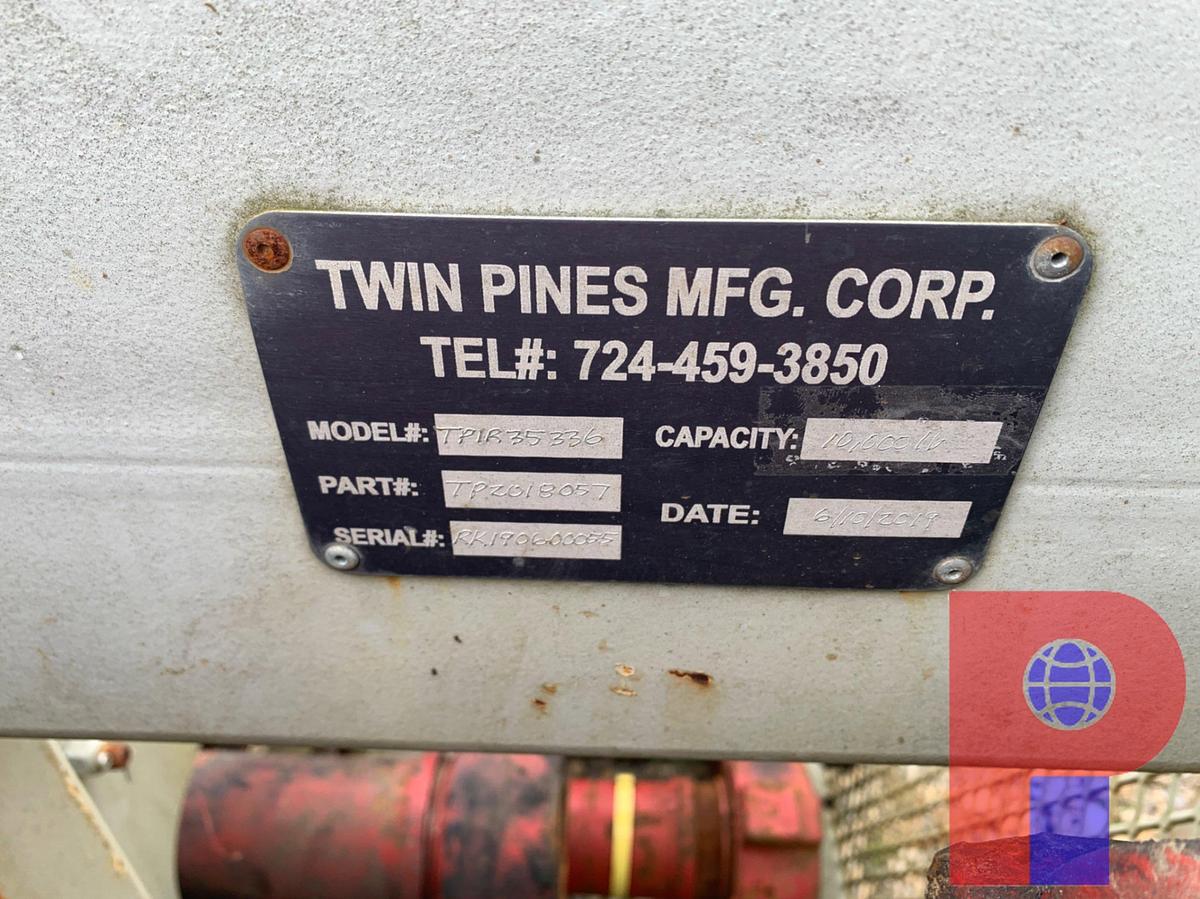 TWIN PINES MFG. CORP.
TEL#: 724-459-3850
MODEL#: TPIR35336
CAPACITY: 10,000 lb
PART#: TP2018057
DATE: 6/10/2019
SERIAL#: RK190600055